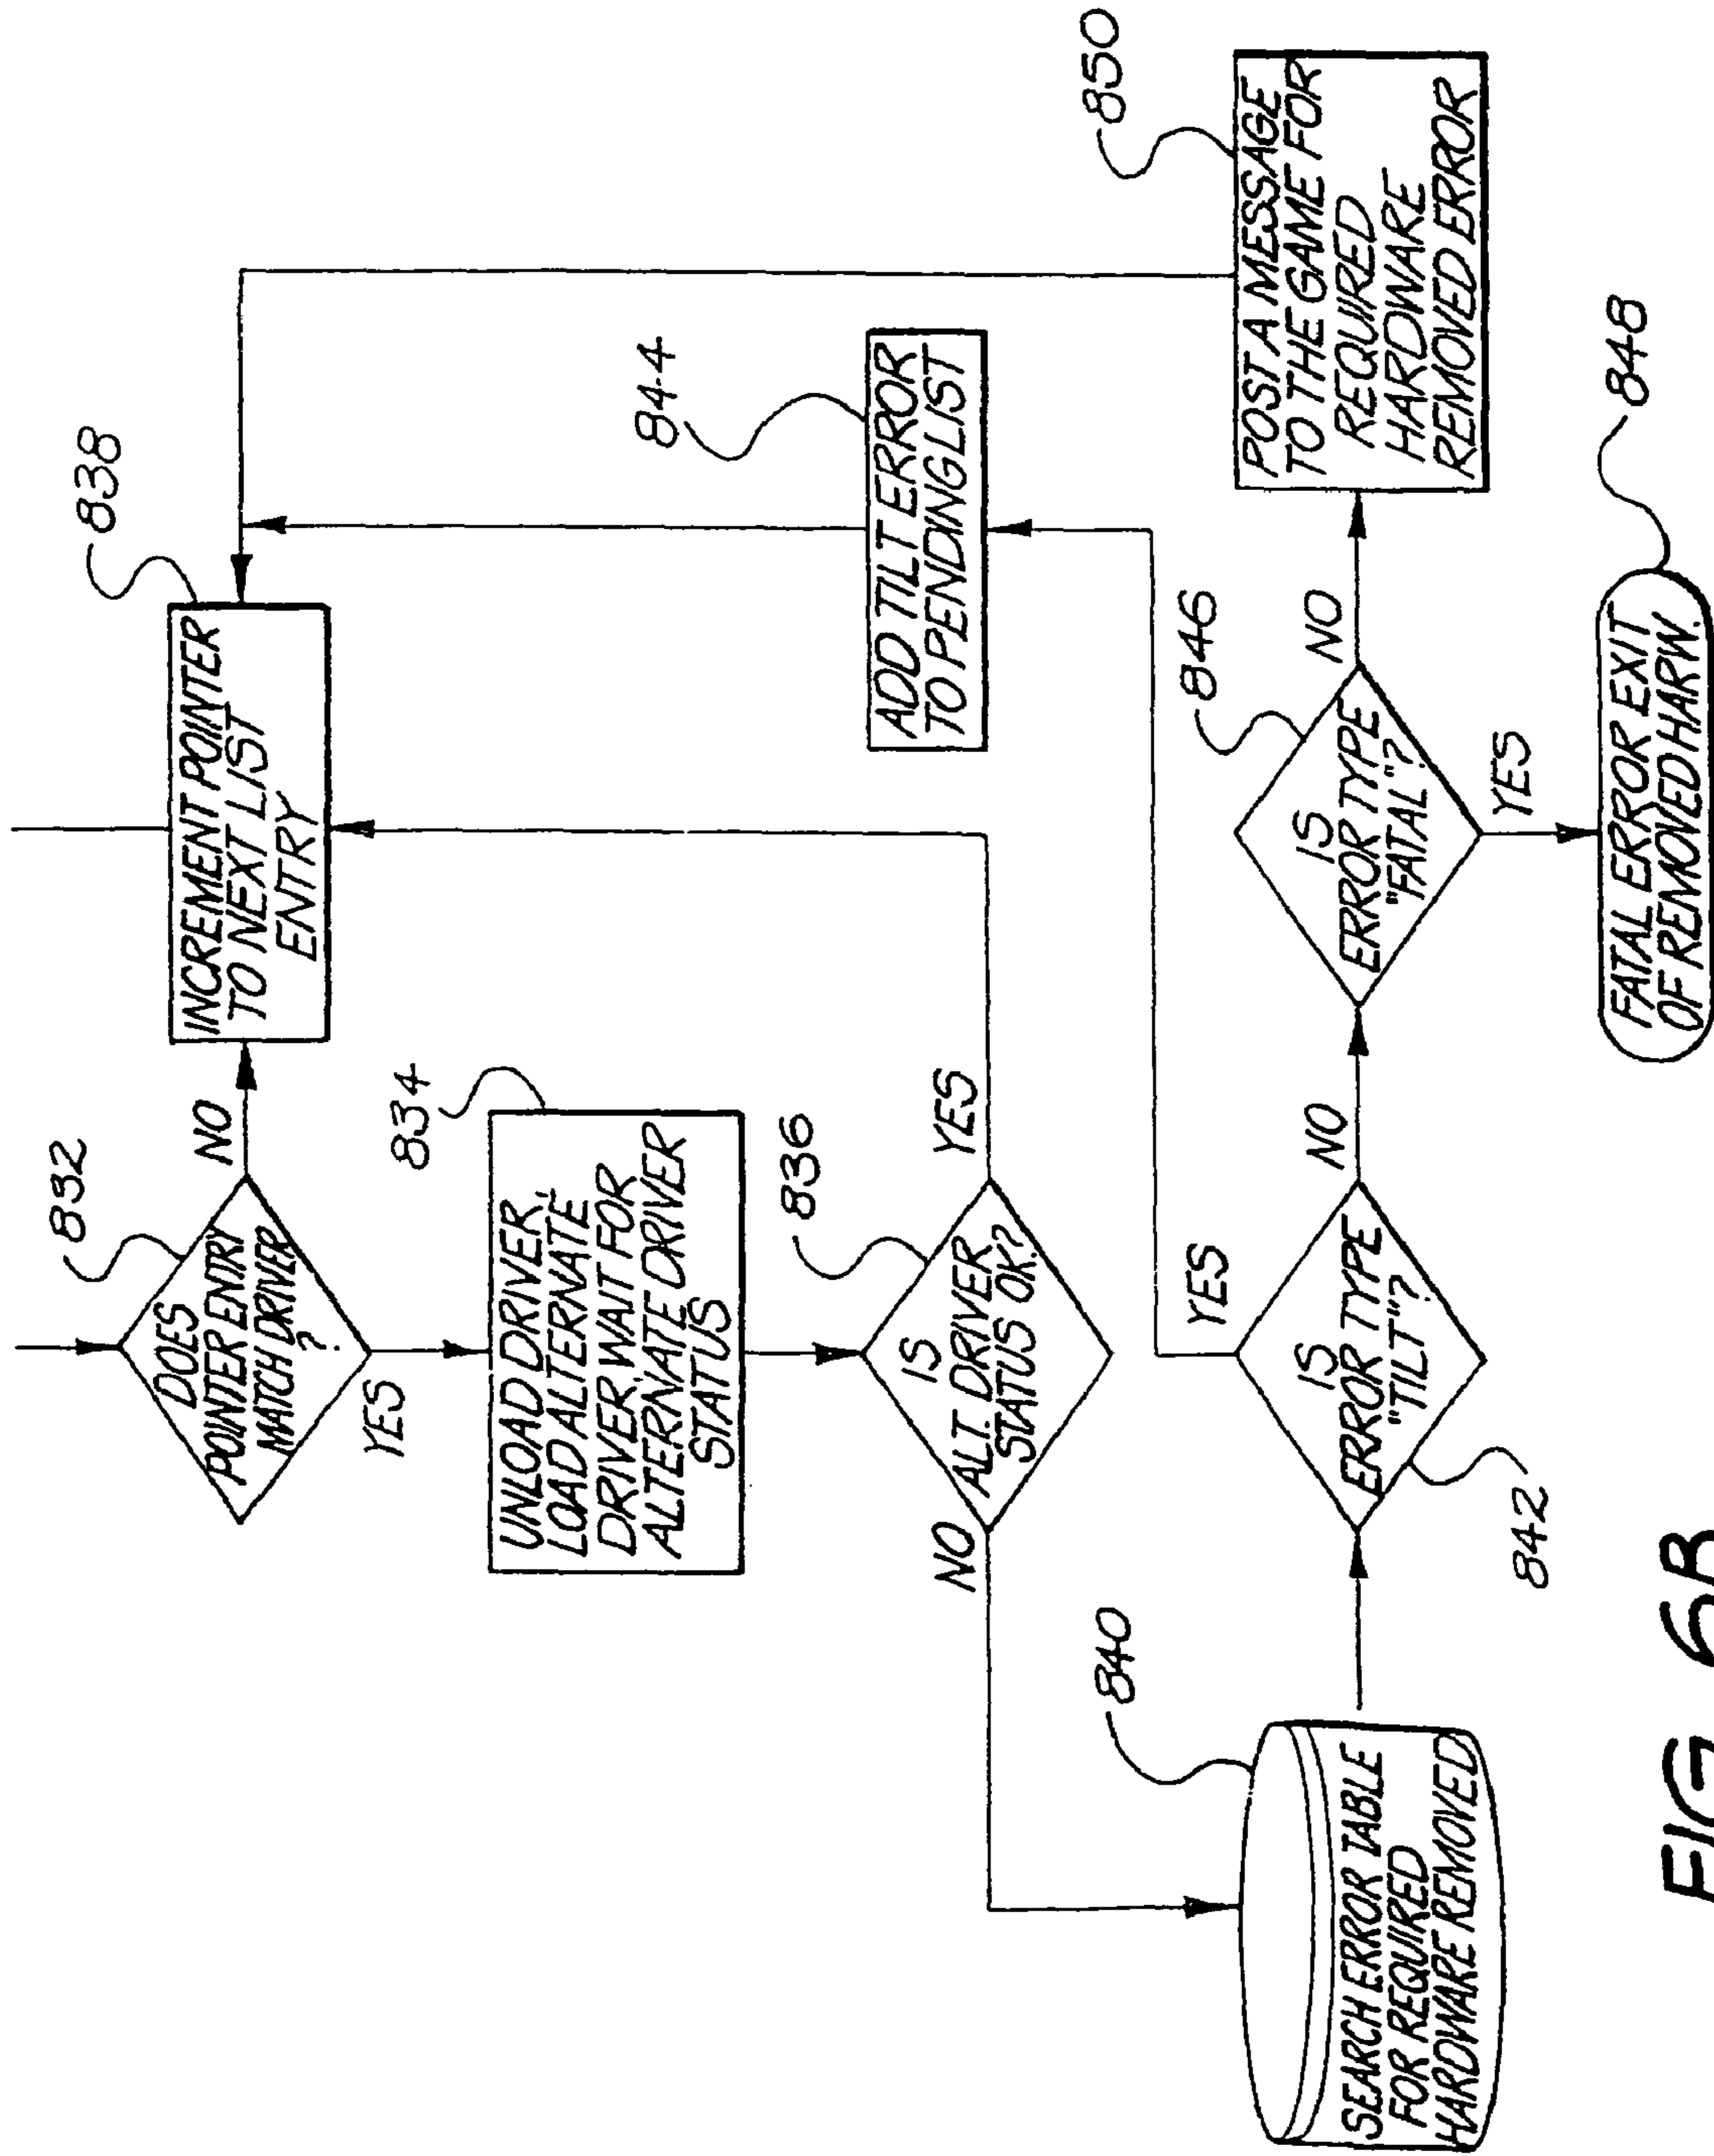 832
DOES
POINTER ENTRY
MATCH DRIVER
?
NO
YES
838
INCREMENT POINTER
TO NEXT LIST
ENTRY
834
UNLOAD DRIVER,
LOAD ALTERNATE
DRIVER, WAIT FOR
ALTERNATE DRIVER
STATUS
844
ADD TILT ERROR
TO PENDING LIST
836
IS
ALT. DRIVER
STATUS OK?
NO
YES
840
SEARCH ERROR TABLE
FOR REQUIRED
HARDWARE REMOVED
842
IS
ERROR TYPE
"TILT"?
YES
NO
846
IS
ERROR TYPE
"FATAL"?
NO
YES
850
POST A MESSAGE
TO THE GAME FOR
REQUIRED
HARDWARE
REMOVED ERROR
848
FATAL ERROR EXIT
OF REMOVED HARW.
FIG. 6B